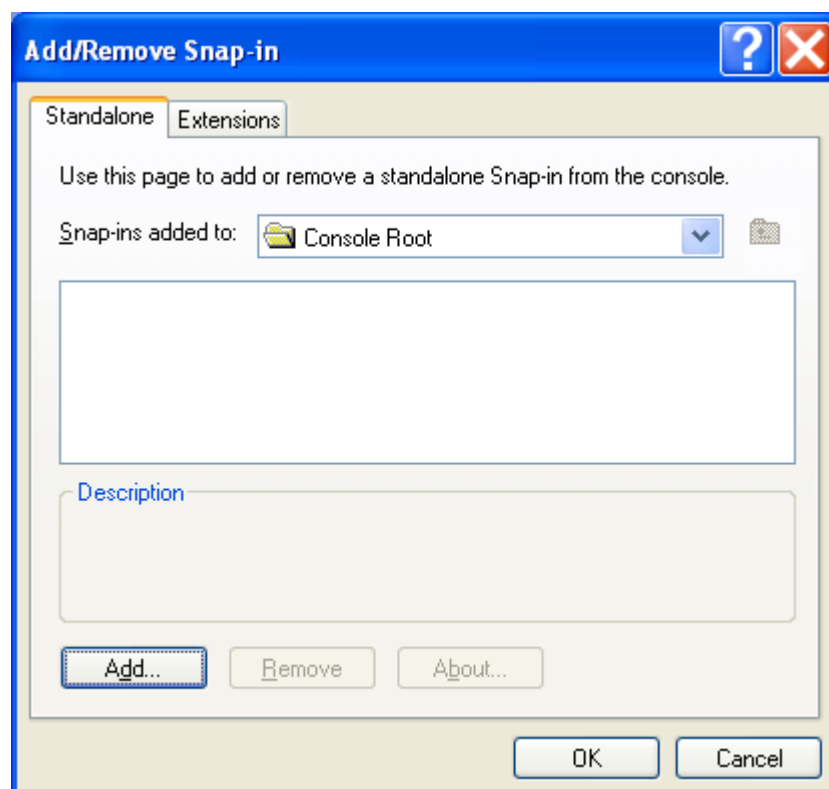 Add/Remove Snap-in
Standalone Extensions
Use this page to add or remove a standalone Snap-in from the console.
Snap-ins added to: Console Root
Description
Add... Remove About...
OK Cancel